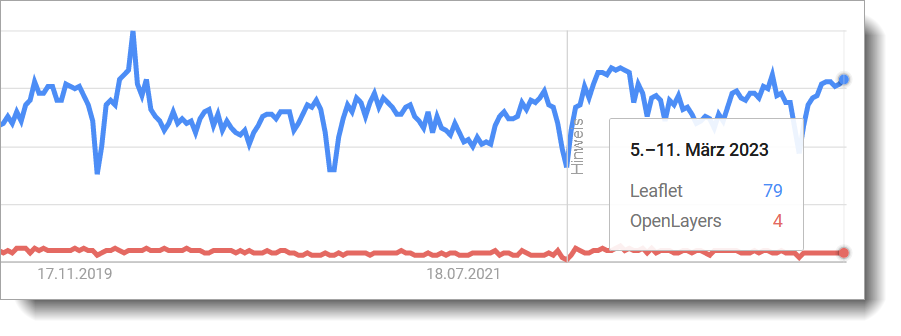 Hinweis
5.–11. März 2023
Leaflet 79
OpenLayers 4
17.11.2019 18.07.2021